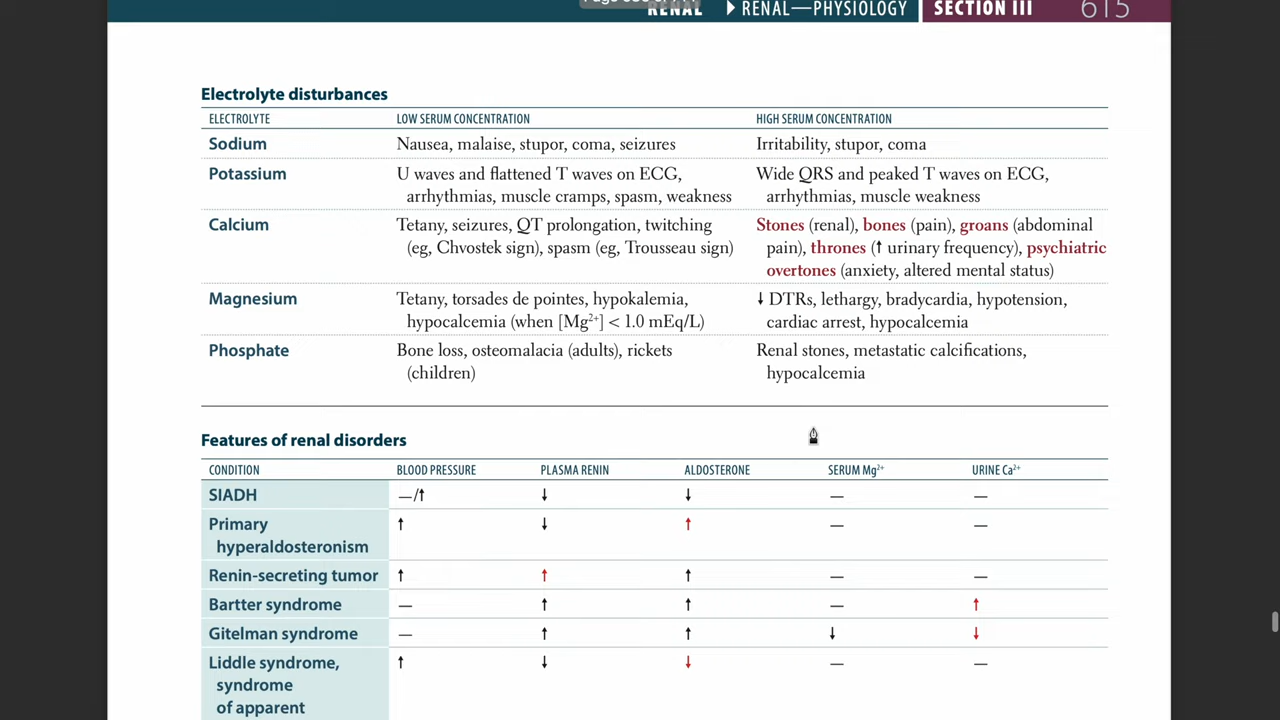 RENAL ▶ RENAL—PHYSIOLOGY SECTION III 615
Electrolyte disturbances
ELECTROLYTE LOW SERUM CONCENTRATION HIGH SERUM CONCENTRATION
Sodium Nausea, malaise, stupor, coma, seizures Irritability, stupor, coma
Potassium U waves and flattened T waves on ECG, Wide QRS and peaked T waves on ECG,
arrhythmias, muscle cramps, spasm, weakness arrhythmias, muscle weakness
Calcium Tetany, seizures, QT prolongation, twitching Stones (renal), bones (pain), groans (abdominal
(eg, Chvostek sign), spasm (eg, Trousseau sign) pain), thrones (↑ urinary frequency), psychiatric
overtones (anxiety, altered mental status)
Magnesium Tetany, torsades de pointes, hypokalemia, ↓ DTRs, lethargy, bradycardia, hypotension,
hypocalcemia (when [Mg²⁺] < 1.0 mEq/L) cardiac arrest, hypocalcemia
Phosphate Bone loss, osteomalacia (adults), rickets Renal stones, metastatic calcifications,
(children) hypocalcemia
Features of renal disorders
CONDITION BLOOD PRESSURE PLASMA RENIN ALDOSTERONE SERUM Mg²⁺ URINE Ca²⁺
SIADH —/↑ ↓ ↓ — —
Primary ↑ ↓ ↑ — —
hyperaldosteronism
Renin-secreting tumor ↑ ↑ ↑ — —
Bartter syndrome — ↑ ↑ — ↑
Gitelman syndrome — ↑ ↑ ↓ ↓
Liddle syndrome, ↑ ↓ ↓ — —
syndrome
of apparent